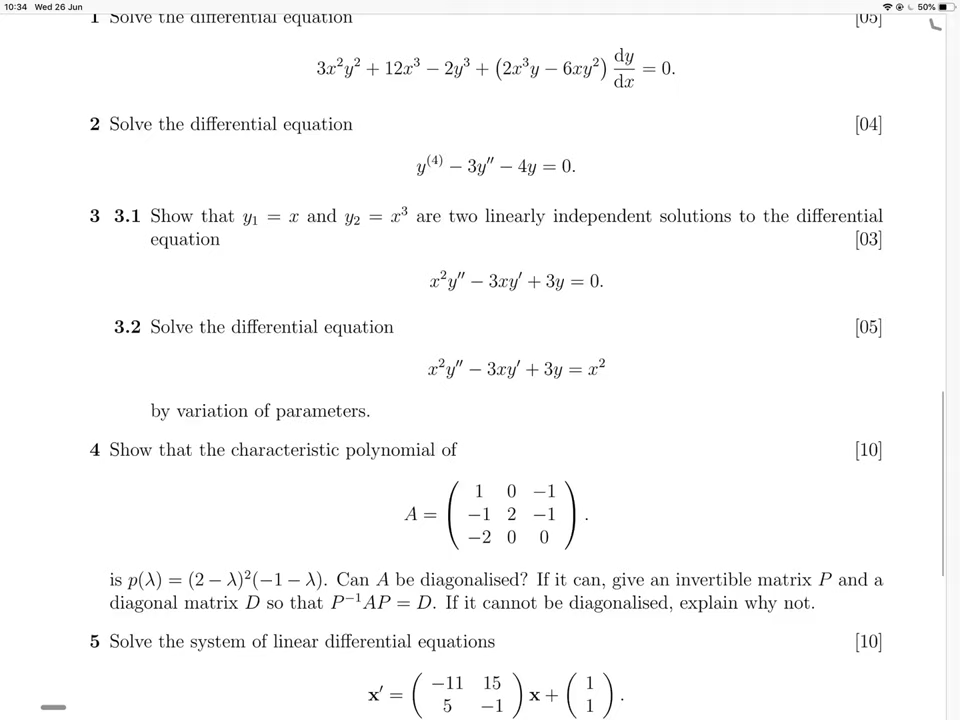 10:34 Wed 26 Jun 50%
1 Solve the differential equation [05]
3x²y² + 12x³ − 2y³ + (2x³y − 6xy²) dy/dx = 0.
2 Solve the differential equation [04]
y⁽⁴⁾ − 3y″ − 4y = 0.
3 3.1 Show that y₁ = x and y₂ = x³ are two linearly independent solutions to the differential
equation [03]
x²y″ − 3xy′ + 3y = 0.
3.2 Solve the differential equation [05]
x²y″ − 3xy′ + 3y = x²
by variation of parameters.
4 Show that the characteristic polynomial of [10]
1 0 −1
A = ( −1 2 −1 ) .
−2 0 0
is p(λ) = (2 − λ)²(−1 − λ). Can A be diagonalised? If it can, give an invertible matrix P and a
diagonal matrix D so that P⁻¹AP = D. If it cannot be diagonalised, explain why not.
5 Solve the system of linear differential equations [10]
x′ = ( −11 15 ) x + ( 1 ) .
5 −1 1